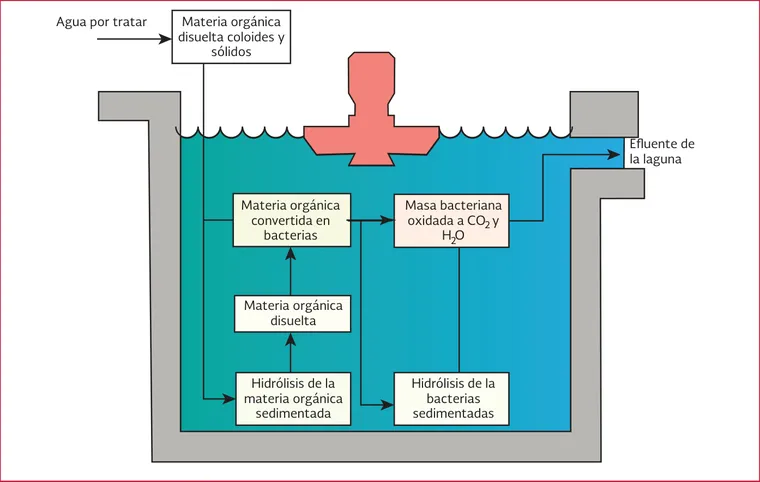 Agua por tratar
Materia orgánica
disuelta coloides y
sólidos
Efluente de
la laguna
Materia orgánica
convertida en
bacterias
Masa bacteriana
oxidada a CO2 y
H2O
Materia orgánica
disuelta
Hidrólisis de la
materia orgánica
sedimentada
Hidrólisis de la
bacterias
sedimentadas